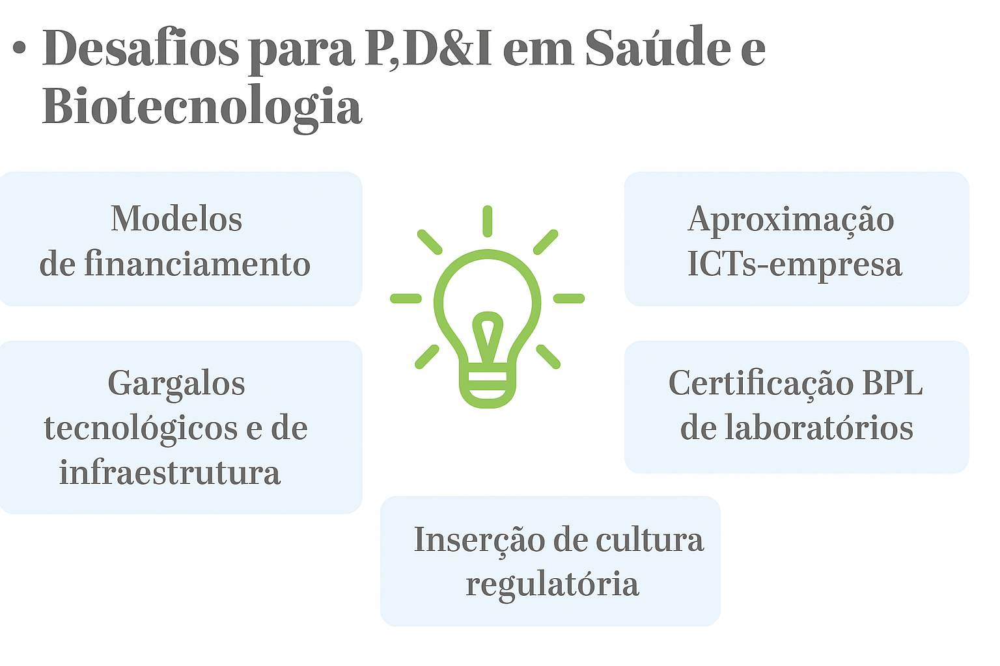 • Desafios para P,D&I em Saúde e
Biotecnologia
Modelos
de financiamento
Aproximação
ICTs-empresa
Gargalos
tecnológicos e de
infraestrutura
Certificação BPL
de laboratórios
Inserção de cultura
regulatória